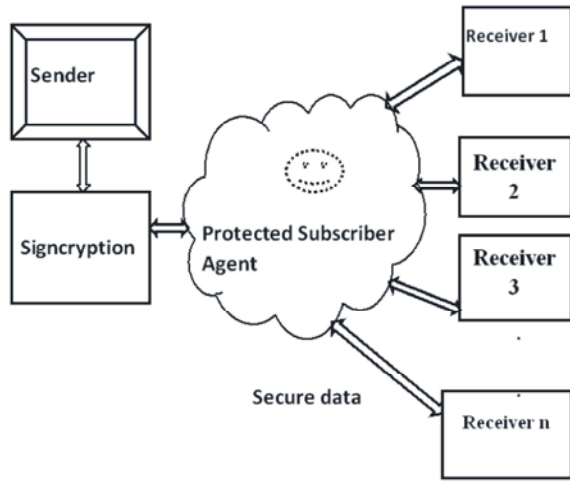 Sender
Signcryption
Protected Subscriber
Agent
Secure data
Receiver 1
Receiver
2
Receiver
3
Receiver n